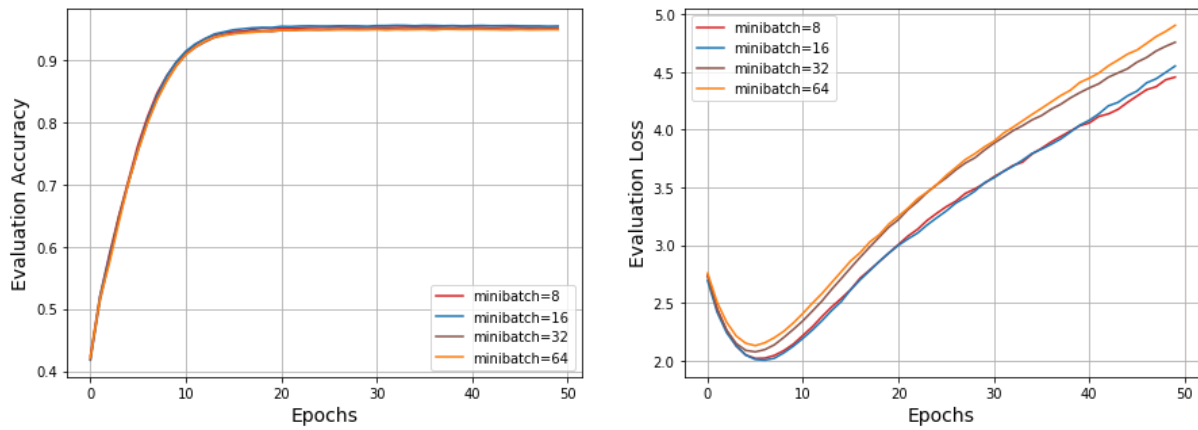 Evaluation Accuracy
0.9
0.8
0.7
0.6
0.5
0.4
minibatch=8
minibatch=16
minibatch=32
minibatch=64
0 10 20 30 40 50
Epochs
Evaluation Loss
5.0
4.5
4.0
3.5
3.0
2.5
2.0
minibatch=8
minibatch=16
minibatch=32
minibatch=64
0 10 20 30 40 50
Epochs